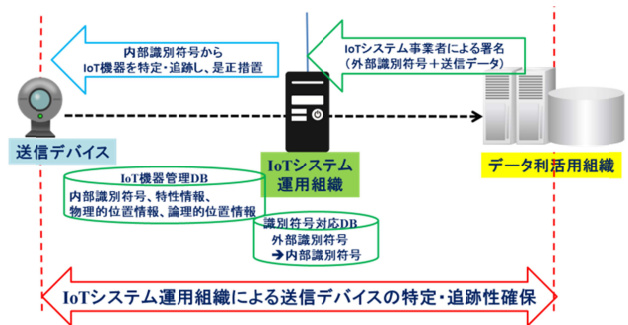 内部識別符号から
IoT機器を特定・追跡し、是正措置
IoTシステム事業者による署名
（外部識別符号＋送信データ）
送信デバイス
IoTシステム
運用組織
データ利活用組織
IoT機器管理DB
内部識別符号、特性情報、
物理的位置情報、論理的位置情報
識別符号対応DB
外部識別符号
➔内部識別符号
IoTシステム運用組織による送信デバイスの特定・追跡性確保